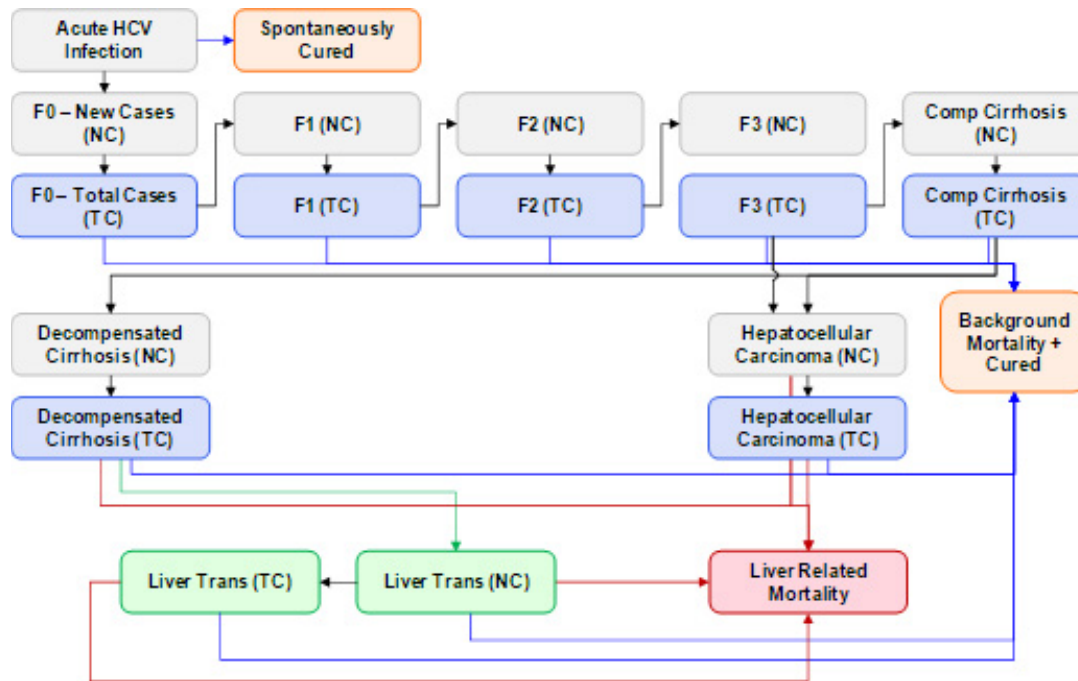 Acute HCV
Infection
Spontaneously
Cured
F0 – New Cases
(NC)
F1 (NC)
F2 (NC)
F3 (NC)
Comp Cirrhosis
(NC)
F0 – Total Cases
(TC)
F1 (TC)
F2 (TC)
F3 (TC)
Comp Cirrhosis
(TC)
Decompensated
Cirrhosis (NC)
Hepatocellular
Carcinoma (NC)
Background
Mortality +
Cured
Decompensated
Cirrhosis (TC)
Hepatocellular
Carcinoma (TC)
Liver Trans (TC)
Liver Trans (NC)
Liver Related
Mortality